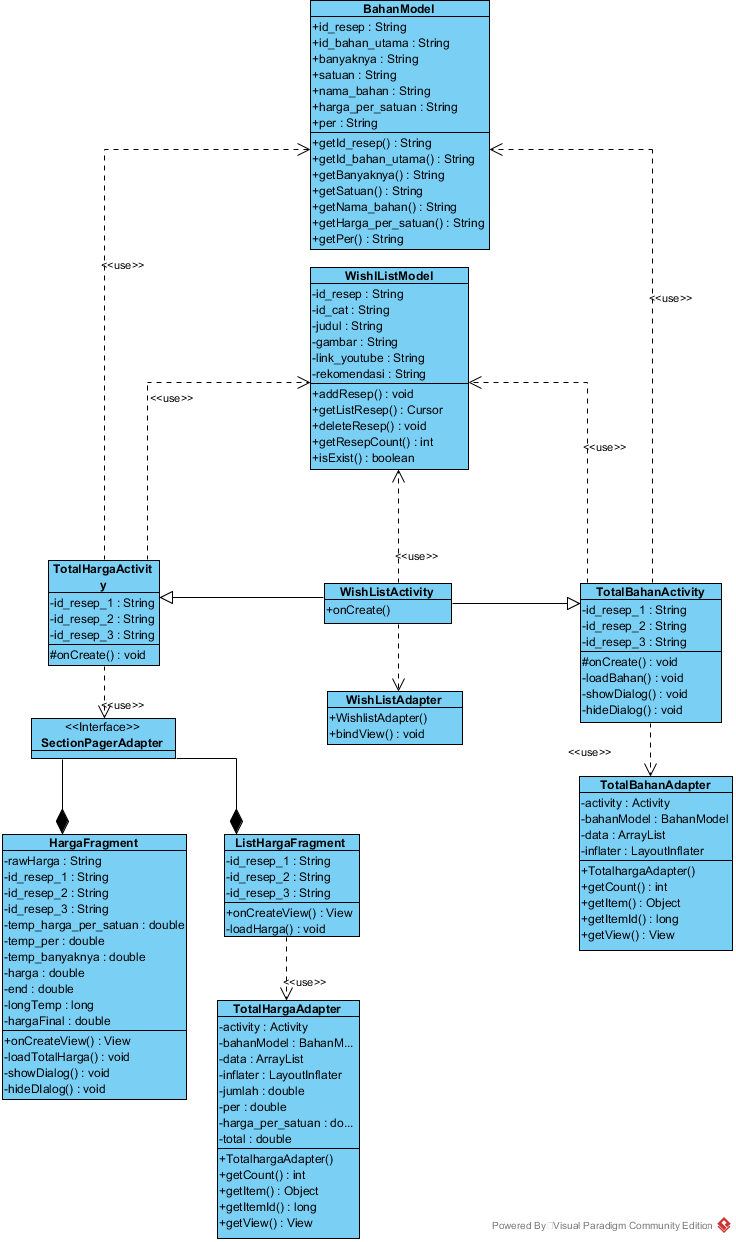 BahanModel
+id_resep : String
+id_bahan_utama : String
+banyaknya : String
+satuan : String
+nama_bahan : String
+harga_per_satuan : String
+per : String
+getId_resep() : String
+getId_bahan_utama() : String
+getBanyaknya() : String
+getSatuan() : String
+getNama_bahan() : String
+getHarga_per_satuan() : String
+getPer() : String
<<use>>
<<use>>
WishlListModel
-id_resep : String
-id_cat : String
-judul : String
-gambar : String
-link_youtube : String
-rekomendasi : String
+addResep() : void
+getListResep() : Cursor
+deleteResep() : void
+getResepCount() : int
+isExist() : boolean
<<use>>
<<use>>
<<use>>
TotalHargaActivit
y
-id_resep_1 : String
-id_resep_2 : String
-id_resep_3 : String
#onCreate() : void
WishListActivity
+onCreate()
TotalBahanActivity
-id_resep_1 : String
-id_resep_2 : String
-id_resep_3 : String
#onCreate() : void
-loadBahan() : void
-showDialog() : void
-hideDialog() : void
<<use>>
<<Interface>>
SectionPagerAdapter
WishListAdapter
+WishlistAdapter()
+bindView() : void
<<use>>
TotalBahanAdapter
-activity : Activity
-bahanModel : BahanModel
-data : ArrayList
-inflater : LayoutInflater
+TotalhargaAdapter()
+getCount() : int
+getItem() : Object
+getItemId() : long
+getView() : View
HargaFragment
-rawHarga : String
-id_resep_1 : String
-id_resep_2 : String
-id_resep_3 : String
-temp_harga_per_satuan : double
-temp_per : double
-temp_banyaknya : double
-harga : double
-end : double
-longTemp : long
-hargaFinal : double
+onCreateView() : View
-loadTotalHarga() : void
-showDialog() : void
-hideDIalog() : void
ListHargaFragment
-id_resep_1 : String
-id_resep_2 : String
-id_resep_3 : String
+onCreateView() : View
-loadHarga() : void
<<use>>
TotalHargaAdapter
-activity : Activity
-bahanModel : BahanM...
-data : ArrayList
-inflater : LayoutInflater
-jumlah : double
-per : double
-harga_per_satuan : do...
-total : double
+TotalhargaAdapter()
+getCount() : int
+getItem() : Object
+getItemId() : long
+getView() : View
Powered By Visual Paradigm Community Edition